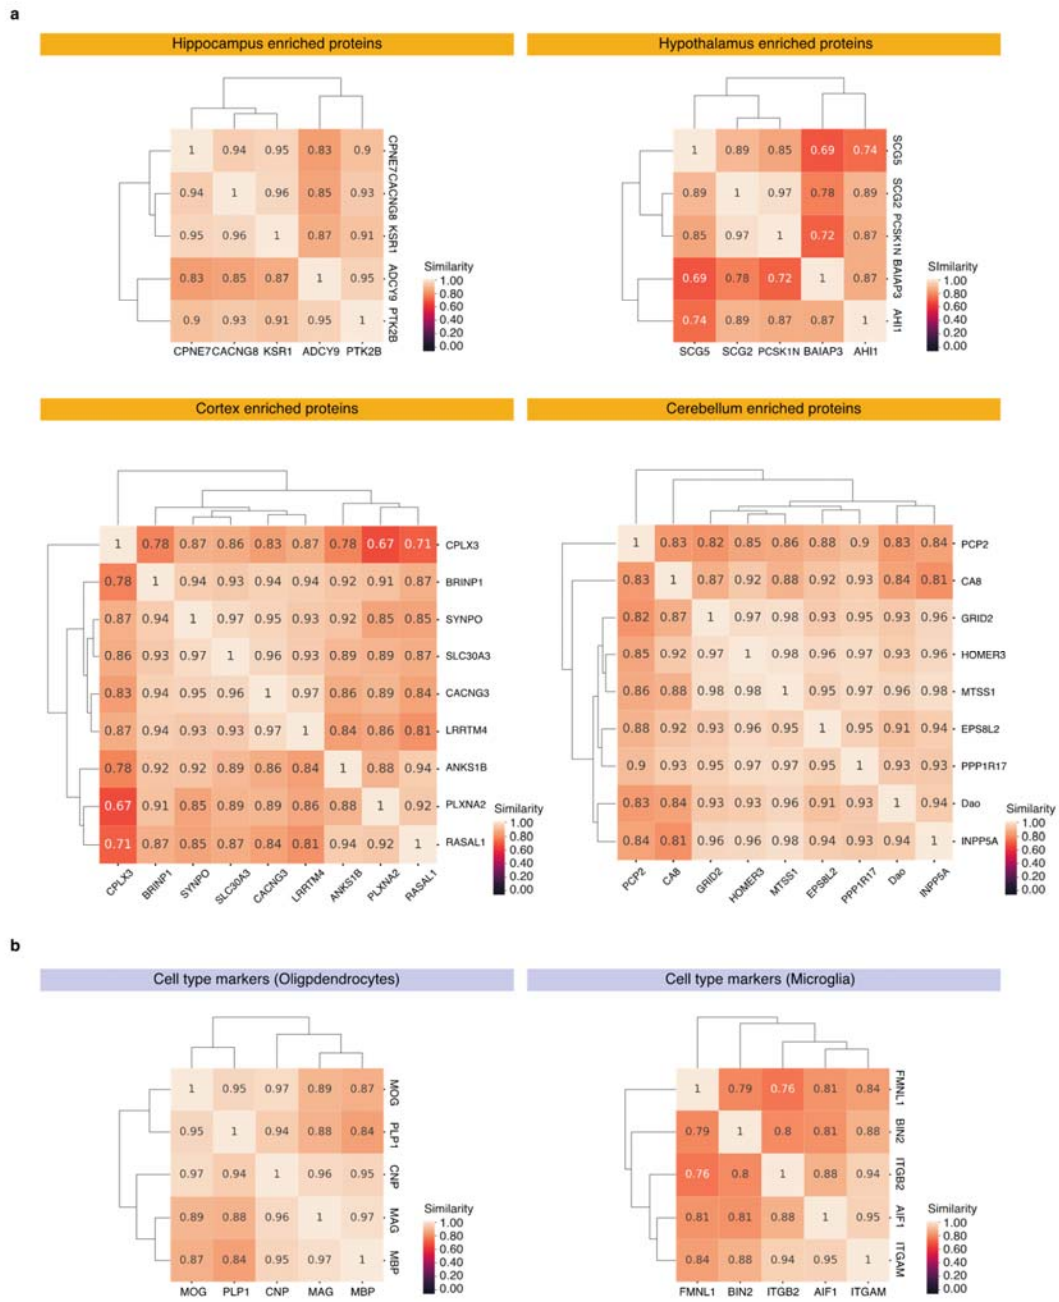 a
Hippocampus enriched proteins
1 0.94 0.95 0.83 0.9
0.94 1 0.96 0.85 0.93
0.95 0.96 1 0.87 0.91
0.83 0.85 0.87 1 0.95
0.9 0.93 0.91 0.95 1
CPNE7 CACNG8 KSR1 ADCY9 PTK2B
CPNE7 CACNG8 KSR1 ADCY9 PTK2B
Similarity
1.00
0.80
0.60
0.40
0.20
0.00
Hypothalamus enriched proteins
1 0.89 0.85 0.69 0.74
0.89 1 0.97 0.78 0.89
0.85 0.97 1 0.72 0.87
0.69 0.78 0.72 1 0.87
0.74 0.89 0.87 0.87 1
SCG5 SCG2 PCSK1N BAIAP3 AHI1
SCG5 SCG2 PCSK1N BAIAP3 AHI1
SImilarity
1.00
0.80
0.60
0.40
0.20
0.00
Cortex enriched proteins
1 0.78 0.87 0.86 0.83 0.87 0.78 0.67 0.71 CPLX3
0.78 1 0.94 0.93 0.94 0.94 0.92 0.91 0.87 BRINP1
0.87 0.94 1 0.97 0.95 0.93 0.92 0.85 0.85 SYNPO
0.86 0.93 0.97 1 0.96 0.93 0.89 0.89 0.87 SLC30A3
0.83 0.94 0.95 0.96 1 0.97 0.86 0.89 0.84 CACNG3
0.87 0.94 0.93 0.93 0.97 1 0.84 0.86 0.81 LRRTM4
0.78 0.92 0.92 0.89 0.86 0.84 1 0.88 0.94 ANKS1B
0.67 0.91 0.85 0.89 0.89 0.86 0.88 1 0.92 PLXNA2
0.71 0.87 0.85 0.87 0.84 0.81 0.94 0.92 1 RASAL1
CPLX3 BRINP1 SYNPO SLC30A3 CACNG3 LRRTM4 ANKS1B PLXNA2 RASAL1
Similarity
1.00
0.80
0.60
0.40
0.20
0.00
Cerebellum enriched proteins
1 0.83 0.82 0.85 0.86 0.88 0.9 0.83 0.84 PCP2
0.83 1 0.87 0.92 0.88 0.92 0.93 0.84 0.81 CA8
0.82 0.87 1 0.97 0.98 0.93 0.95 0.93 0.96 GRID2
0.85 0.92 0.97 1 0.98 0.96 0.97 0.93 0.96 HOMER3
0.86 0.88 0.98 0.98 1 0.95 0.97 0.96 0.98 MTSS1
0.88 0.92 0.93 0.96 0.95 1 0.95 0.91 0.94 EPS8L2
0.9 0.93 0.95 0.97 0.97 0.95 1 0.93 0.93 PPP1R17
0.83 0.84 0.93 0.93 0.96 0.91 0.93 1 0.94 Dao
0.84 0.81 0.96 0.96 0.98 0.94 0.93 0.94 1 INPP5A
PCP2 CA8 GRID2 HOMER3 MTSS1 EPS8L2 PPP1R17 Dao INPP5A
Similarity
1.00
0.80
0.60
0.40
0.20
0.00
b
Cell type markers (Oligpdendrocytes)
1 0.95 0.97 0.89 0.87
0.95 1 0.94 0.88 0.84
0.97 0.94 1 0.96 0.95
0.89 0.88 0.96 1 0.97
0.87 0.84 0.95 0.97 1
MOG PLP1 CNP MAG MBP
MOG PLP1 CNP MAG MBP
Similarity
1.00
0.80
0.60
0.40
0.20
0.00
Cell type markers (Microglia)
1 0.79 0.76 0.81 0.84
0.79 1 0.8 0.81 0.88
0.76 0.8 1 0.88 0.94
0.81 0.81 0.88 1 0.95
0.84 0.88 0.94 0.95 1
FMNL1 BIN2 ITGB2 AIF1 ITGAM
FMNL1 BIN2 ITGB2 AIF1 ITGAM
Similarity
1.00
0.80
0.60
0.40
0.20
0.00